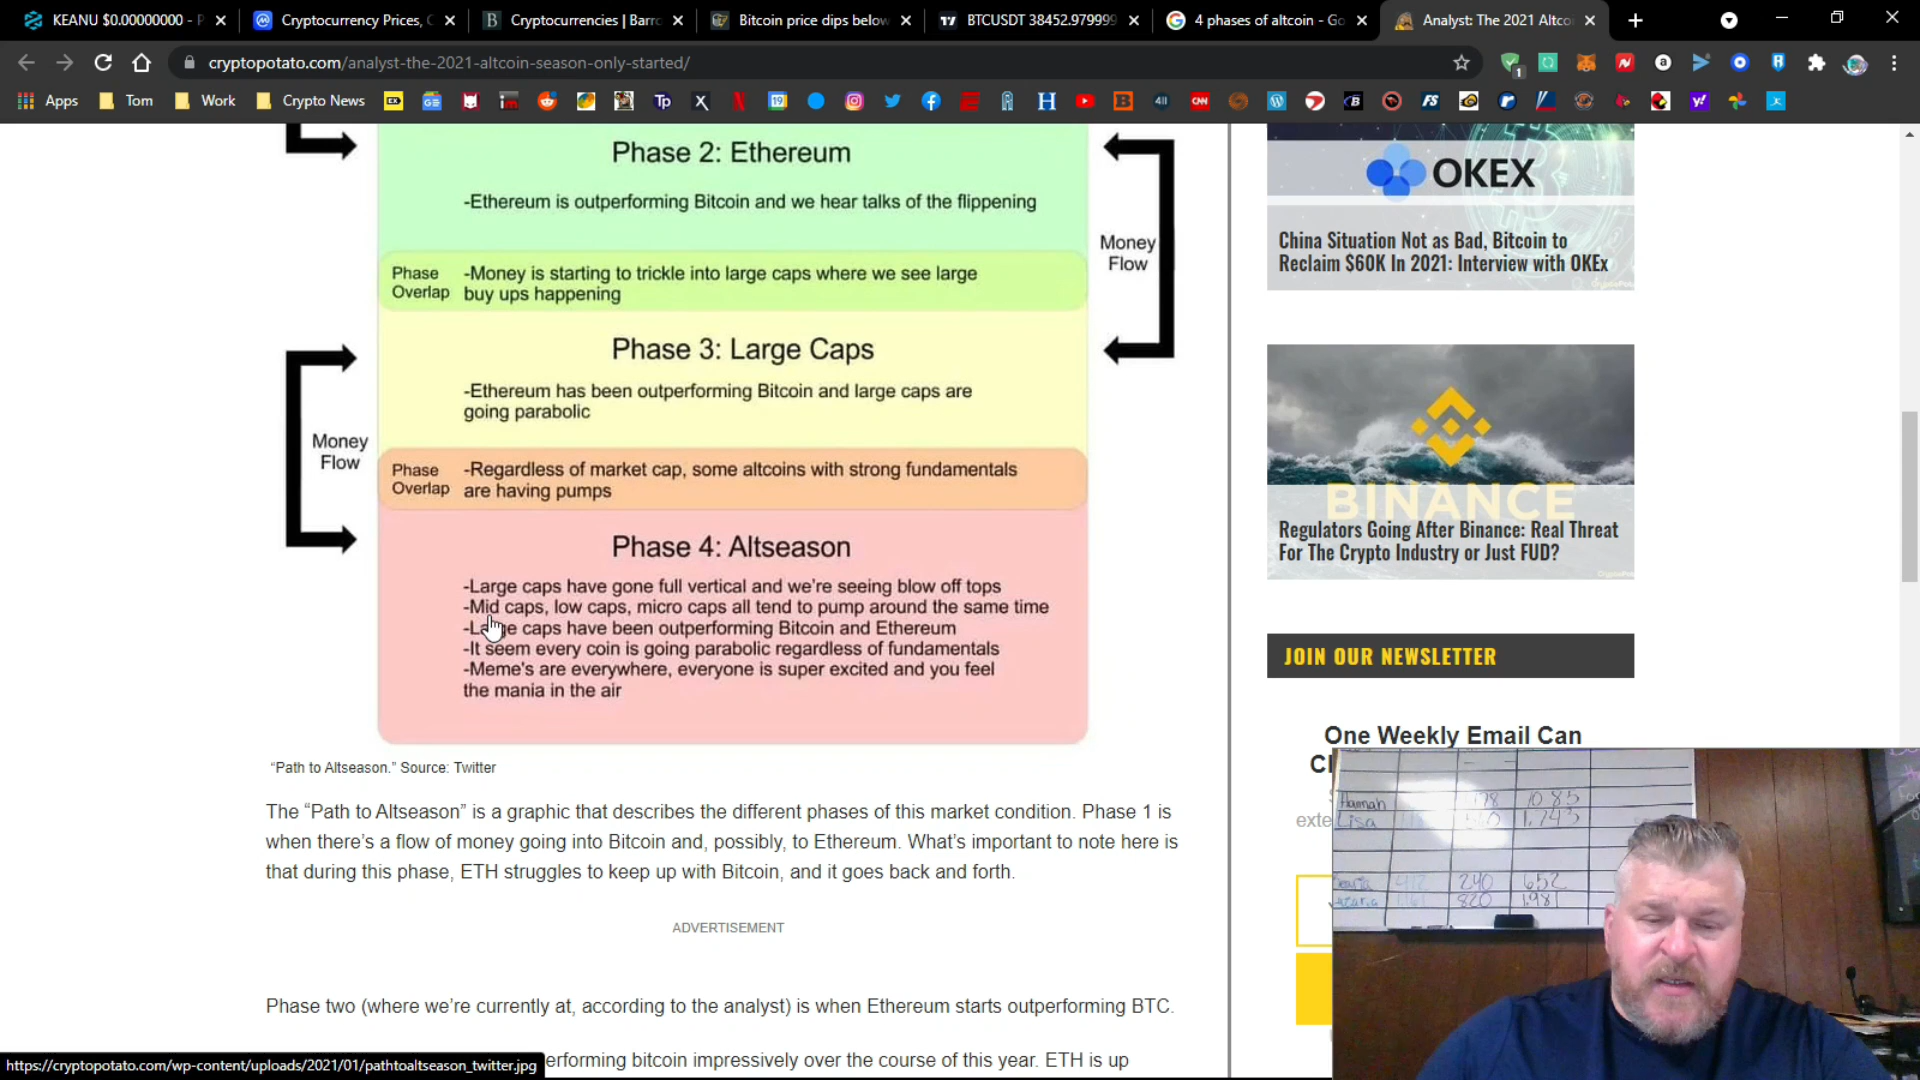 KEANU $0.00000000 - P
Cryptocurrency Prices, C
Cryptocurrencies | Barro
Bitcoin price dips below
BTCUSDT 38452.979999
4 phases of altcoin - Go
Analyst: The 2021 Altco
cryptopotato.com/analyst-the-2021-altcoin-season-only-started/
Apps
Tom
Work
Crypto News
Phase 2: Ethereum
-Ethereum is outperforming Bitcoin and we hear talks of the flippening
Money
Flow
Phase
Overlap
-Money is starting to trickle into large caps where we see large
buy ups happening
Phase 3: Large Caps
-Ethereum has been outperforming Bitcoin and large caps are
going parabolic
Money
Flow
Phase
Overlap
-Regardless of market cap, some altcoins with strong fundamentals
are having pumps
Phase 4: Altseason
-Large caps have gone full vertical and we're seeing blow off tops
-Mid caps, low caps, micro caps all tend to pump around the same time
-Large caps have been outperforming Bitcoin and Ethereum
-It seem every coin is going parabolic regardless of fundamentals
-Meme's are everywhere, everyone is super excited and you feel
the mania in the air
“Path to Altseason.” Source: Twitter
The “Path to Altseason” is a graphic that describes the different phases of this market condition. Phase 1 is
when there’s a flow of money going into Bitcoin and, possibly, to Ethereum. What’s important to note here is
that during this phase, ETH struggles to keep up with Bitcoin, and it goes back and forth.
ADVERTISEMENT
Phase two (where we’re currently at, according to the analyst) is when Ethereum starts outperforming BTC.
erforming bitcoin impressively over the course of this year. ETH is up
https://cryptopotato.com/wp-content/uploads/2021/01/pathtoaltseason_twitter.jpg
OKEX
China Situation Not as Bad, Bitcoin to
Reclaim $60K In 2021: Interview with OKEx
BINANCE
Regulators Going After Binance: Real Threat
For The Crypto Industry or Just FUD?
JOIN OUR NEWSLETTER
One Weekly Email Can
exte
Hannah
Lisa
240 652
820 1,981